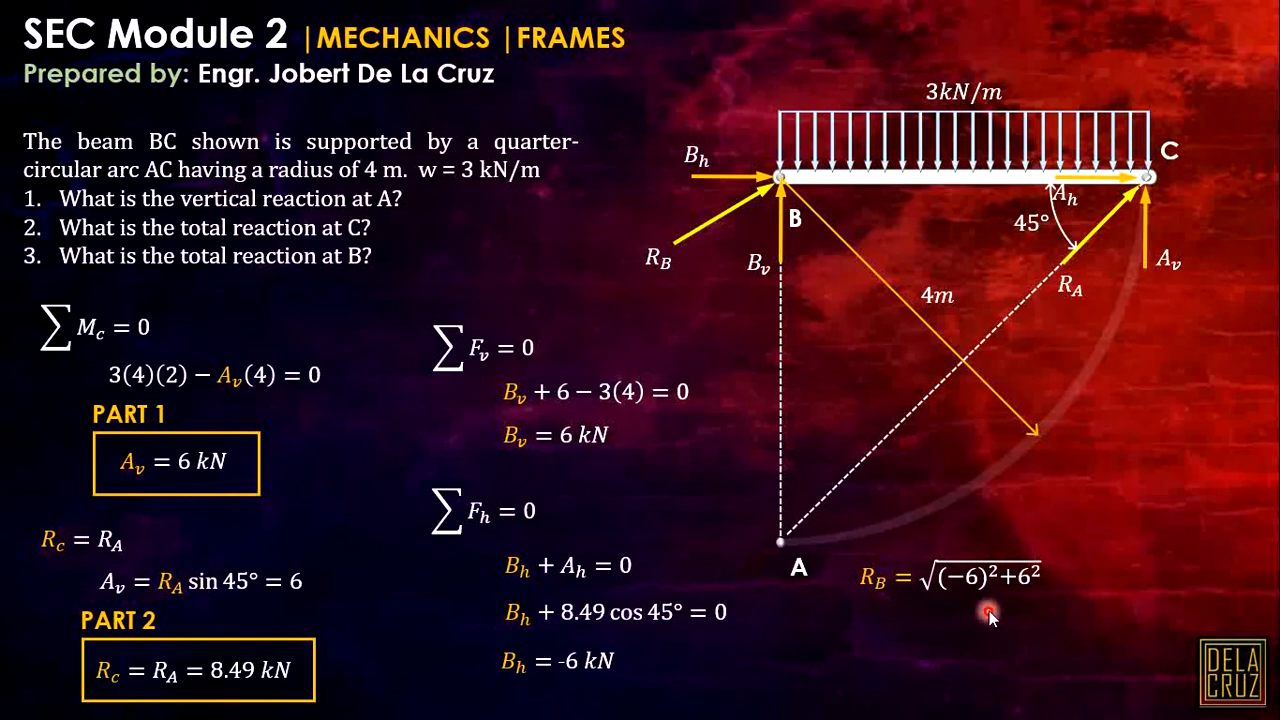 SEC Module 2 |MECHANICS |FRAMES
Prepared by: Engr. Jobert De La Cruz
The beam BC shown is supported by a quarter-
circular arc AC having a radius of 4 m. w = 3 kN/m
1. What is the vertical reaction at A?
2. What is the total reaction at C?
3. What is the total reaction at B?
∑ M_c = 0
3(4)(2) − A_v(4) = 0
PART 1
A_v = 6 kN
R_c = R_A
A_v = R_A sin 45° = 6
PART 2
R_c = R_A = 8.49 kN
∑ F_v = 0
B_v + 6 − 3(4) = 0
B_v = 6 kN
∑ F_h = 0
B_h + A_h = 0
B_h + 8.49 cos 45° = 0
B_h = -6 kN
3kN/m
C
B_h
A_h
B
45°
R_B
B_v
A_v
R_A
4m
A
R_B = √(−6)²+6²
DELA
CRUZ